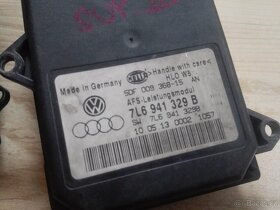 Made in Germany
Handle with care
HLO W5
5DF 009 368-15 AN
AFS-Leistungsmodul
7L6 941 329 B
SW 7L6 941 329B
10 05 13 0002 1057